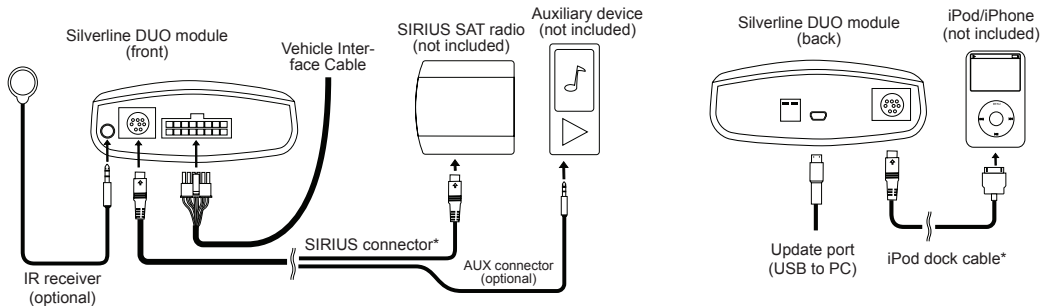 Silverline DUO module
(front)
Vehicle Inter-
face Cable
SIRIUS SAT radio
(not included)
Auxiliary device
(not included)
Silverline DUO module
(back)
iPod/iPhone
(not included)
IR receiver
(optional)
SIRIUS connector*
AUX connector
(optional)
Update port
(USB to PC)
iPod dock cable*